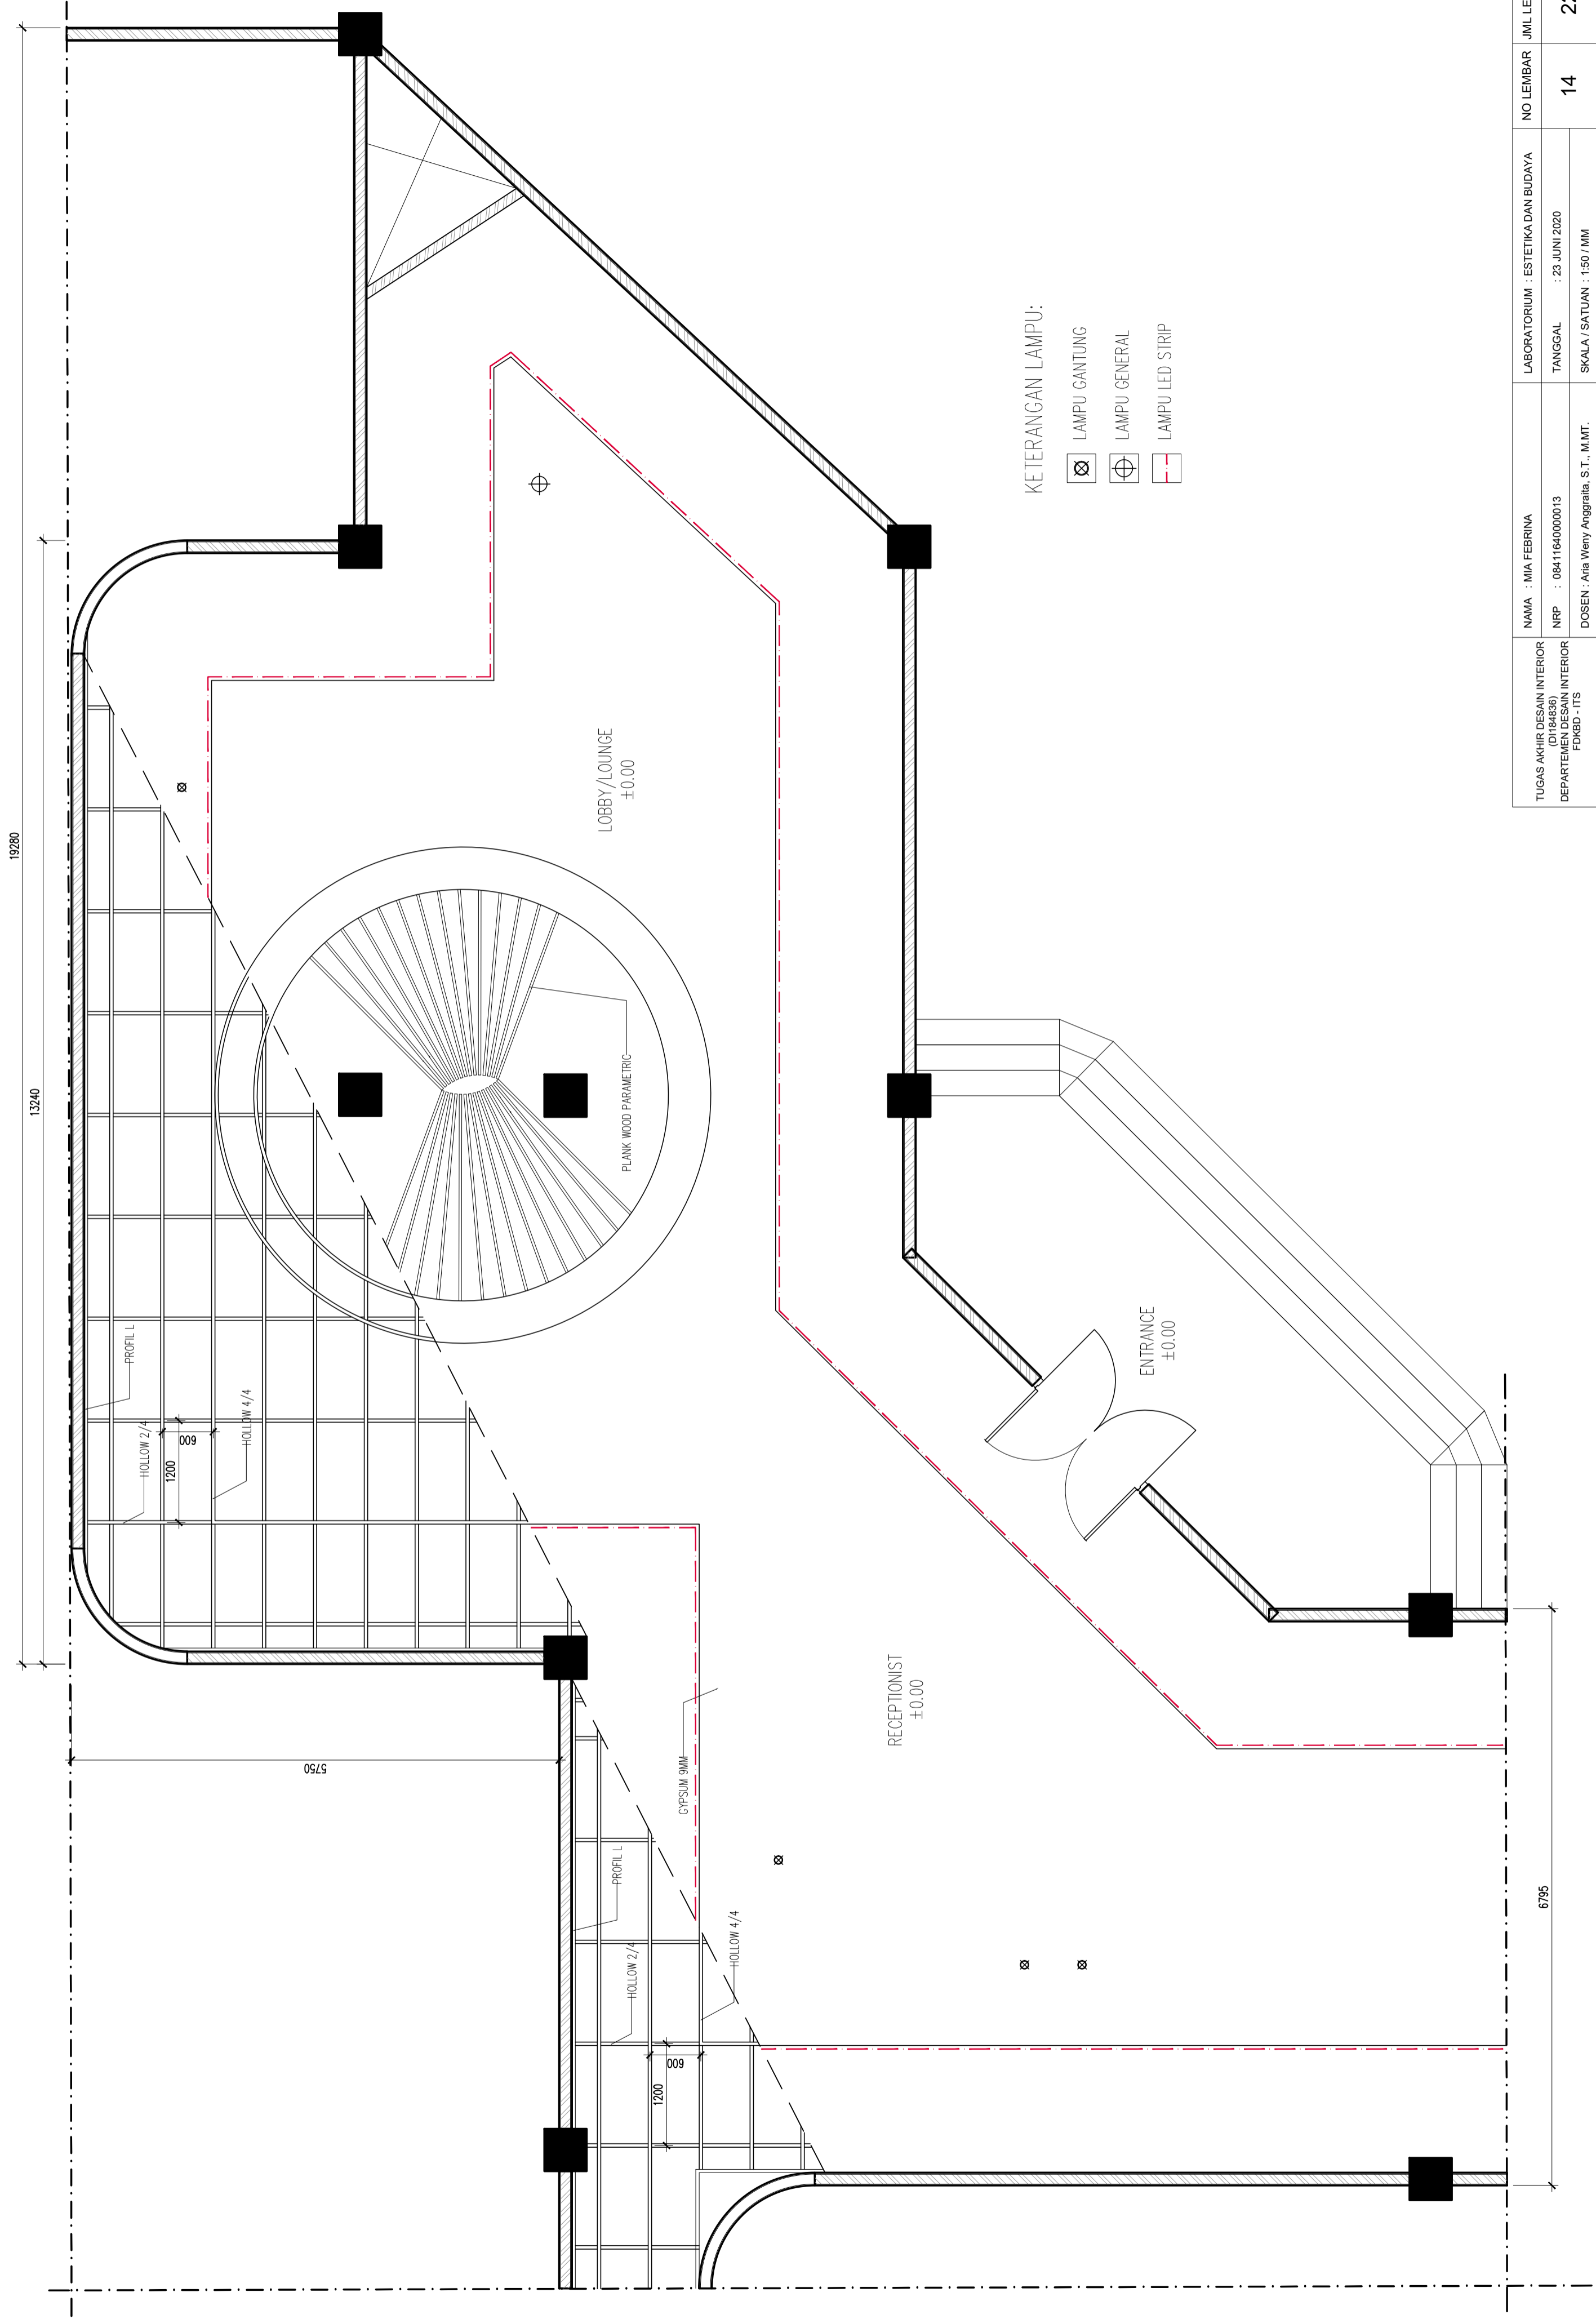 19280
13240
5750
6795
PROFIL L
HOLLOW 2/4
HOLLOW 4/4
600
1200
PLANK WOOD PARAMETRIC
LOBBY/LOUNGE
±0.00
ENTRANCE
±0.00
RECEPTIONIST
±0.00
GYPSUM 9MM
PROFIL L
HOLLOW 2/4
HOLLOW 4/4
600
1200
KETERANGAN LAMPU:
LAMPU GANTUNG
LAMPU GENERAL
LAMPU LED STRIP
TUGAS AKHIR DESAIN INTERIOR
(DI184836)
DEPARTEMEN DESAIN INTERIOR
FDKBD - ITS
NAMA : MIA FEBRINA
NRP : 08411640000013
DOSEN : Aria Weny Anggraita, S.T., M.MT.
LABORATORIUM : ESTETIKA DAN BUDAYA
TANGGAL : 23 JUNI 2020
SKALA / SATUAN : 1:50 / MM
NO LEMBAR
14
JML LE